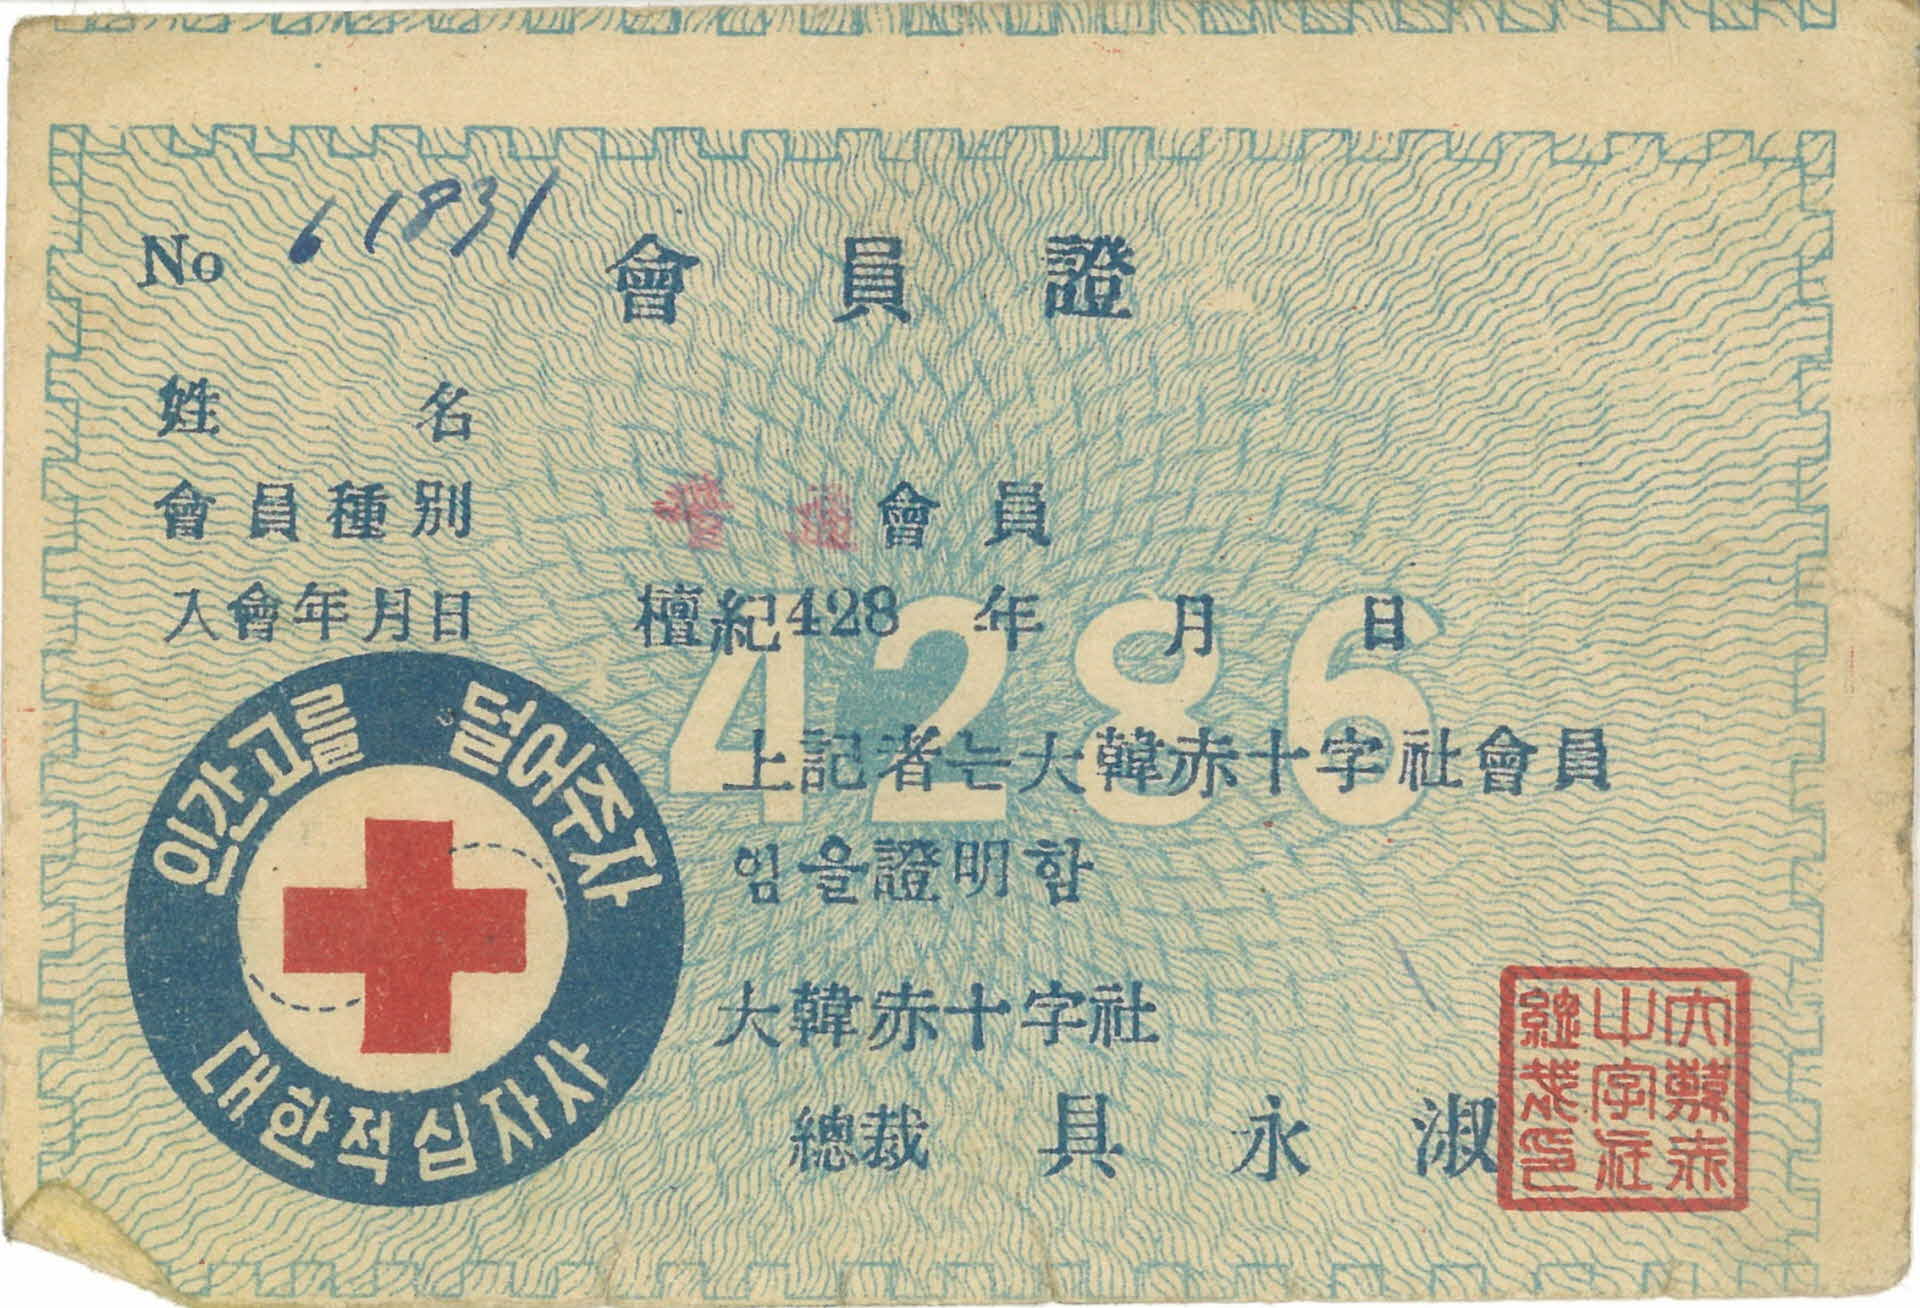 No 61831
會員證
姓名
會員種別 普通會員
入會年月日 檀紀428 年 月 日
4286
上記者는大韓赤十字社會員
임을證明함
大韓赤十字社
總裁 具永淑
인간고를 덜어주자
대한적십자사